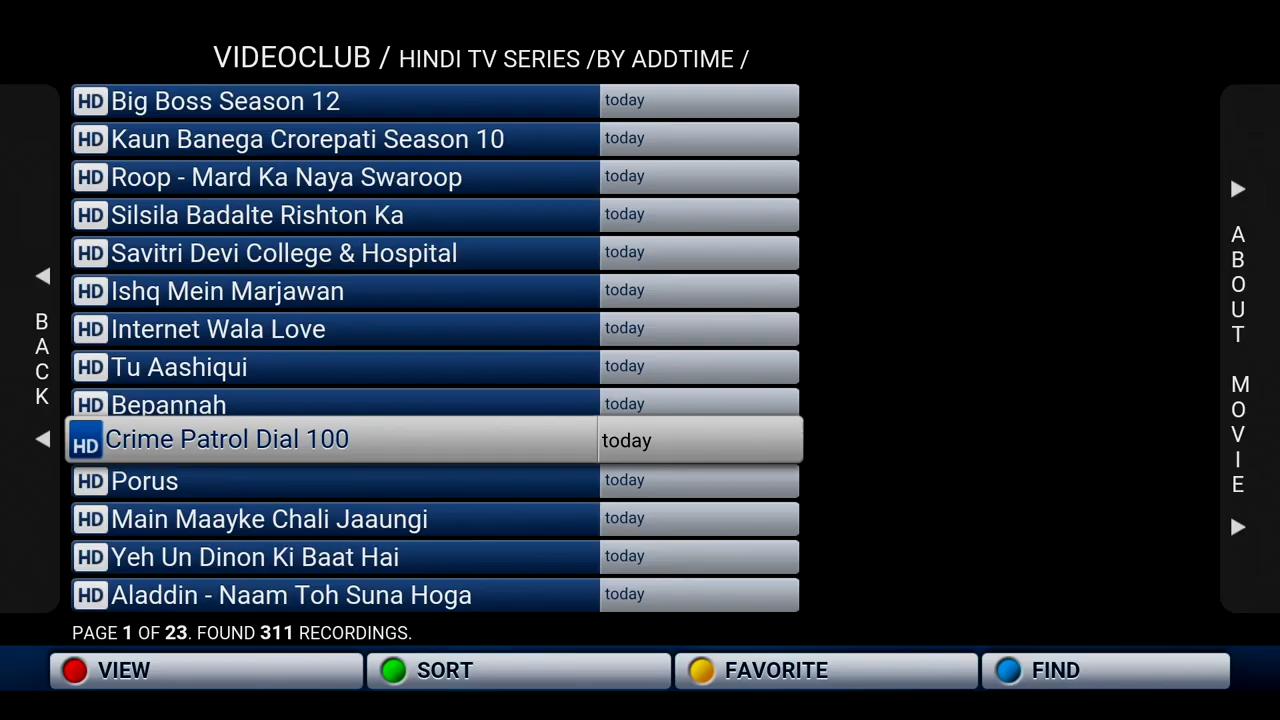 VIDEOCLUB / HINDI TV SERIES /BY ADDTIME /
HD Big Boss Season 12 today
HD Kaun Banega Crorepati Season 10 today
HD Roop - Mard Ka Naya Swaroop today
HD Silsila Badalte Rishton Ka today
HD Savitri Devi College & Hospital today
HD Ishq Mein Marjawan today
HD Internet Wala Love today
HD Tu Aashiqui today
HD Bepannah today
HD Crime Patrol Dial 100 today
HD Porus today
HD Main Maayke Chali Jaaungi today
HD Yeh Un Dinon Ki Baat Hai today
HD Aladdin - Naam Toh Suna Hoga today
PAGE 1 OF 23. FOUND 311 RECORDINGS.
BACK
ABOUT MOVIE
VIEW SORT FAVORITE FIND